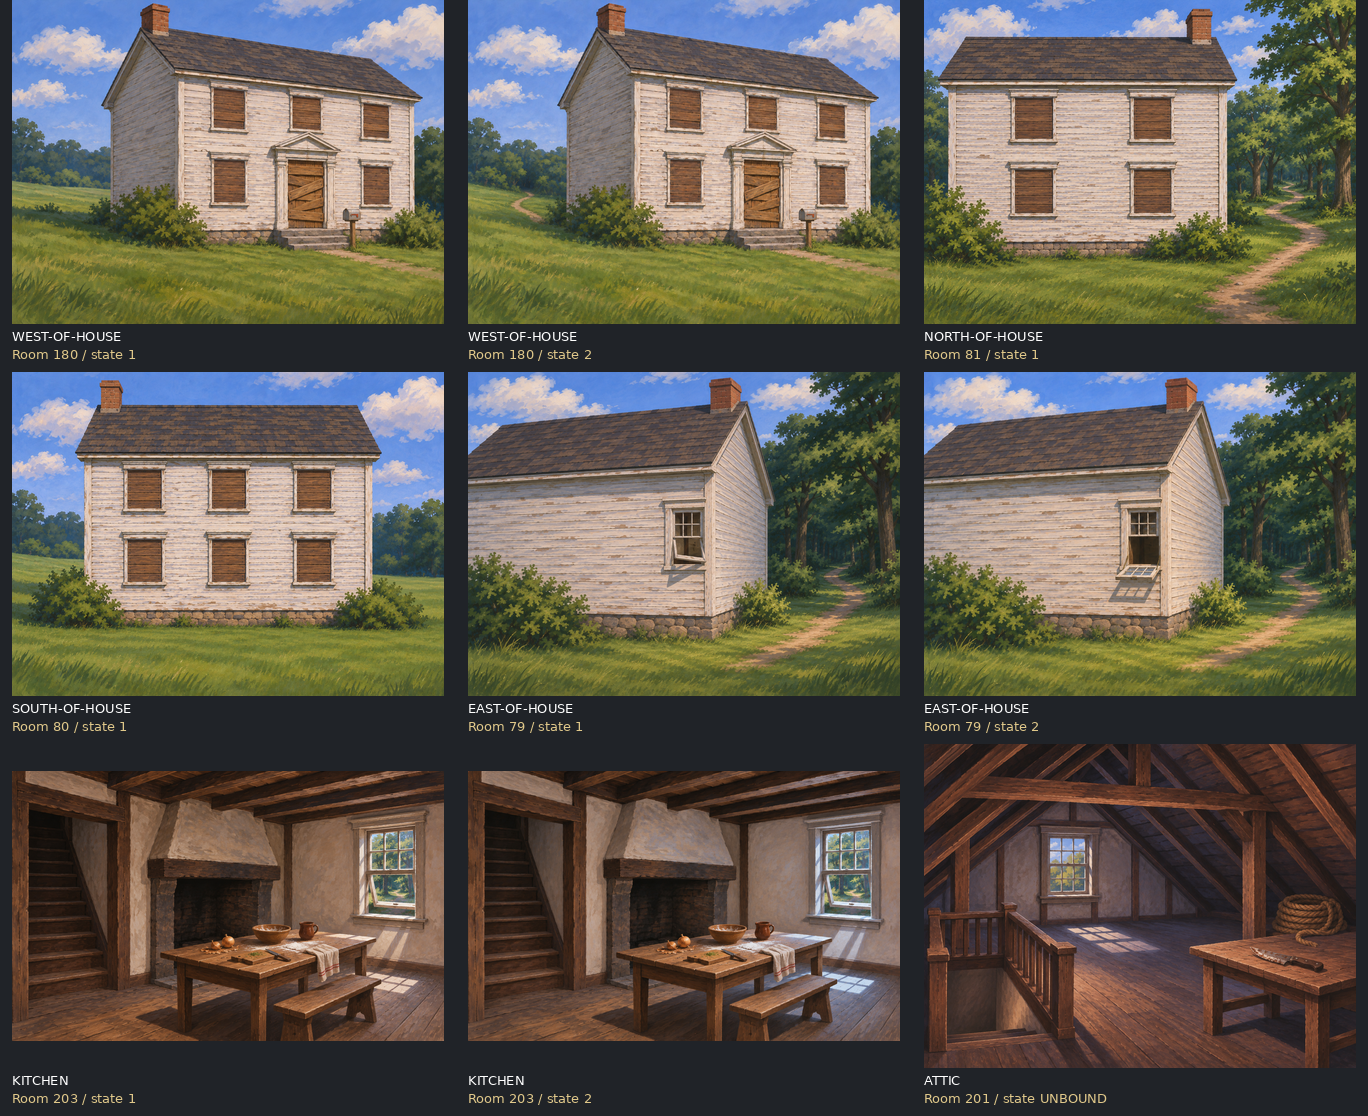 WEST-OF-HOUSE
Room 180 / state 1
WEST-OF-HOUSE
Room 180 / state 2
NORTH-OF-HOUSE
Room 81 / state 1
SOUTH-OF-HOUSE
Room 80 / state 1
EAST-OF-HOUSE
Room 79 / state 1
EAST-OF-HOUSE
Room 79 / state 2
KITCHEN
Room 203 / state 1
KITCHEN
Room 203 / state 2
ATTIC
Room 201 / state UNBOUND